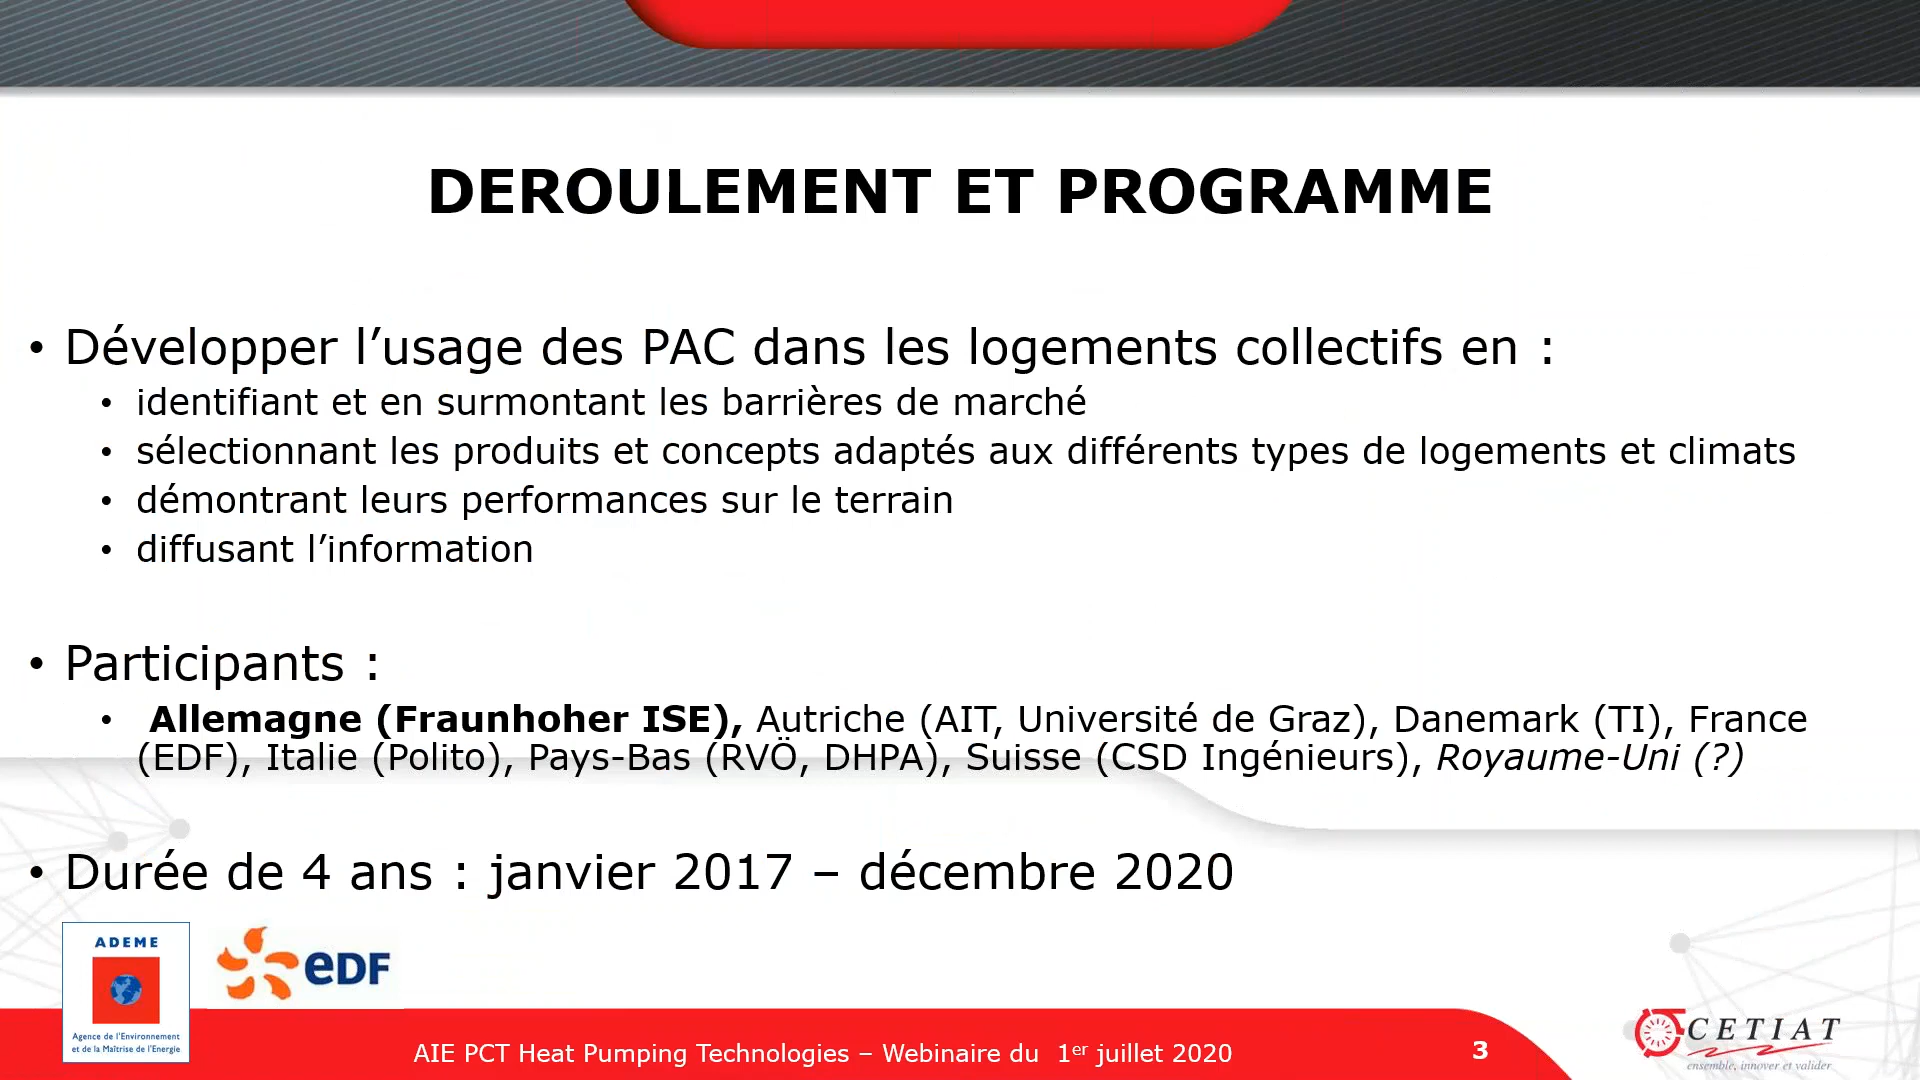 DEROULEMENT ET PROGRAMME
• Développer l’usage des PAC dans les logements collectifs en :
• identifiant et en surmontant les barrières de marché
• sélectionnant les produits et concepts adaptés aux différents types de logements et climats
• démontrant leurs performances sur le terrain
• diffusant l’information
• Participants :
• Allemagne (Fraunhoher ISE), Autriche (AIT, Université de Graz), Danemark (TI), France
(EDF), Italie (Polito), Pays-Bas (RVÖ, DHPA), Suisse (CSD Ingénieurs), Royaume-Uni (?)
• Durée de 4 ans : janvier 2017 – décembre 2020
ADEME
Agence de l'Environnement
et de la Maîtrise de l'Energie
eDF
AIE PCT Heat Pumping Technologies – Webinaire du 1er juillet 2020
3
CETIAT
ensemble, innover et valider